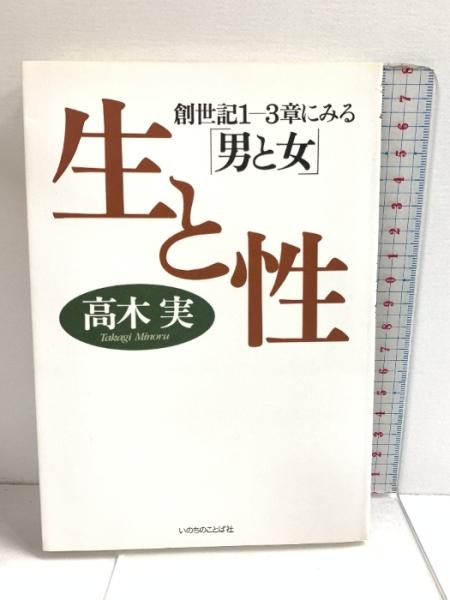 創世記1―3章にみる
「男と女」
生と性
高木 実
Takagi Minoru
いのちのことば社